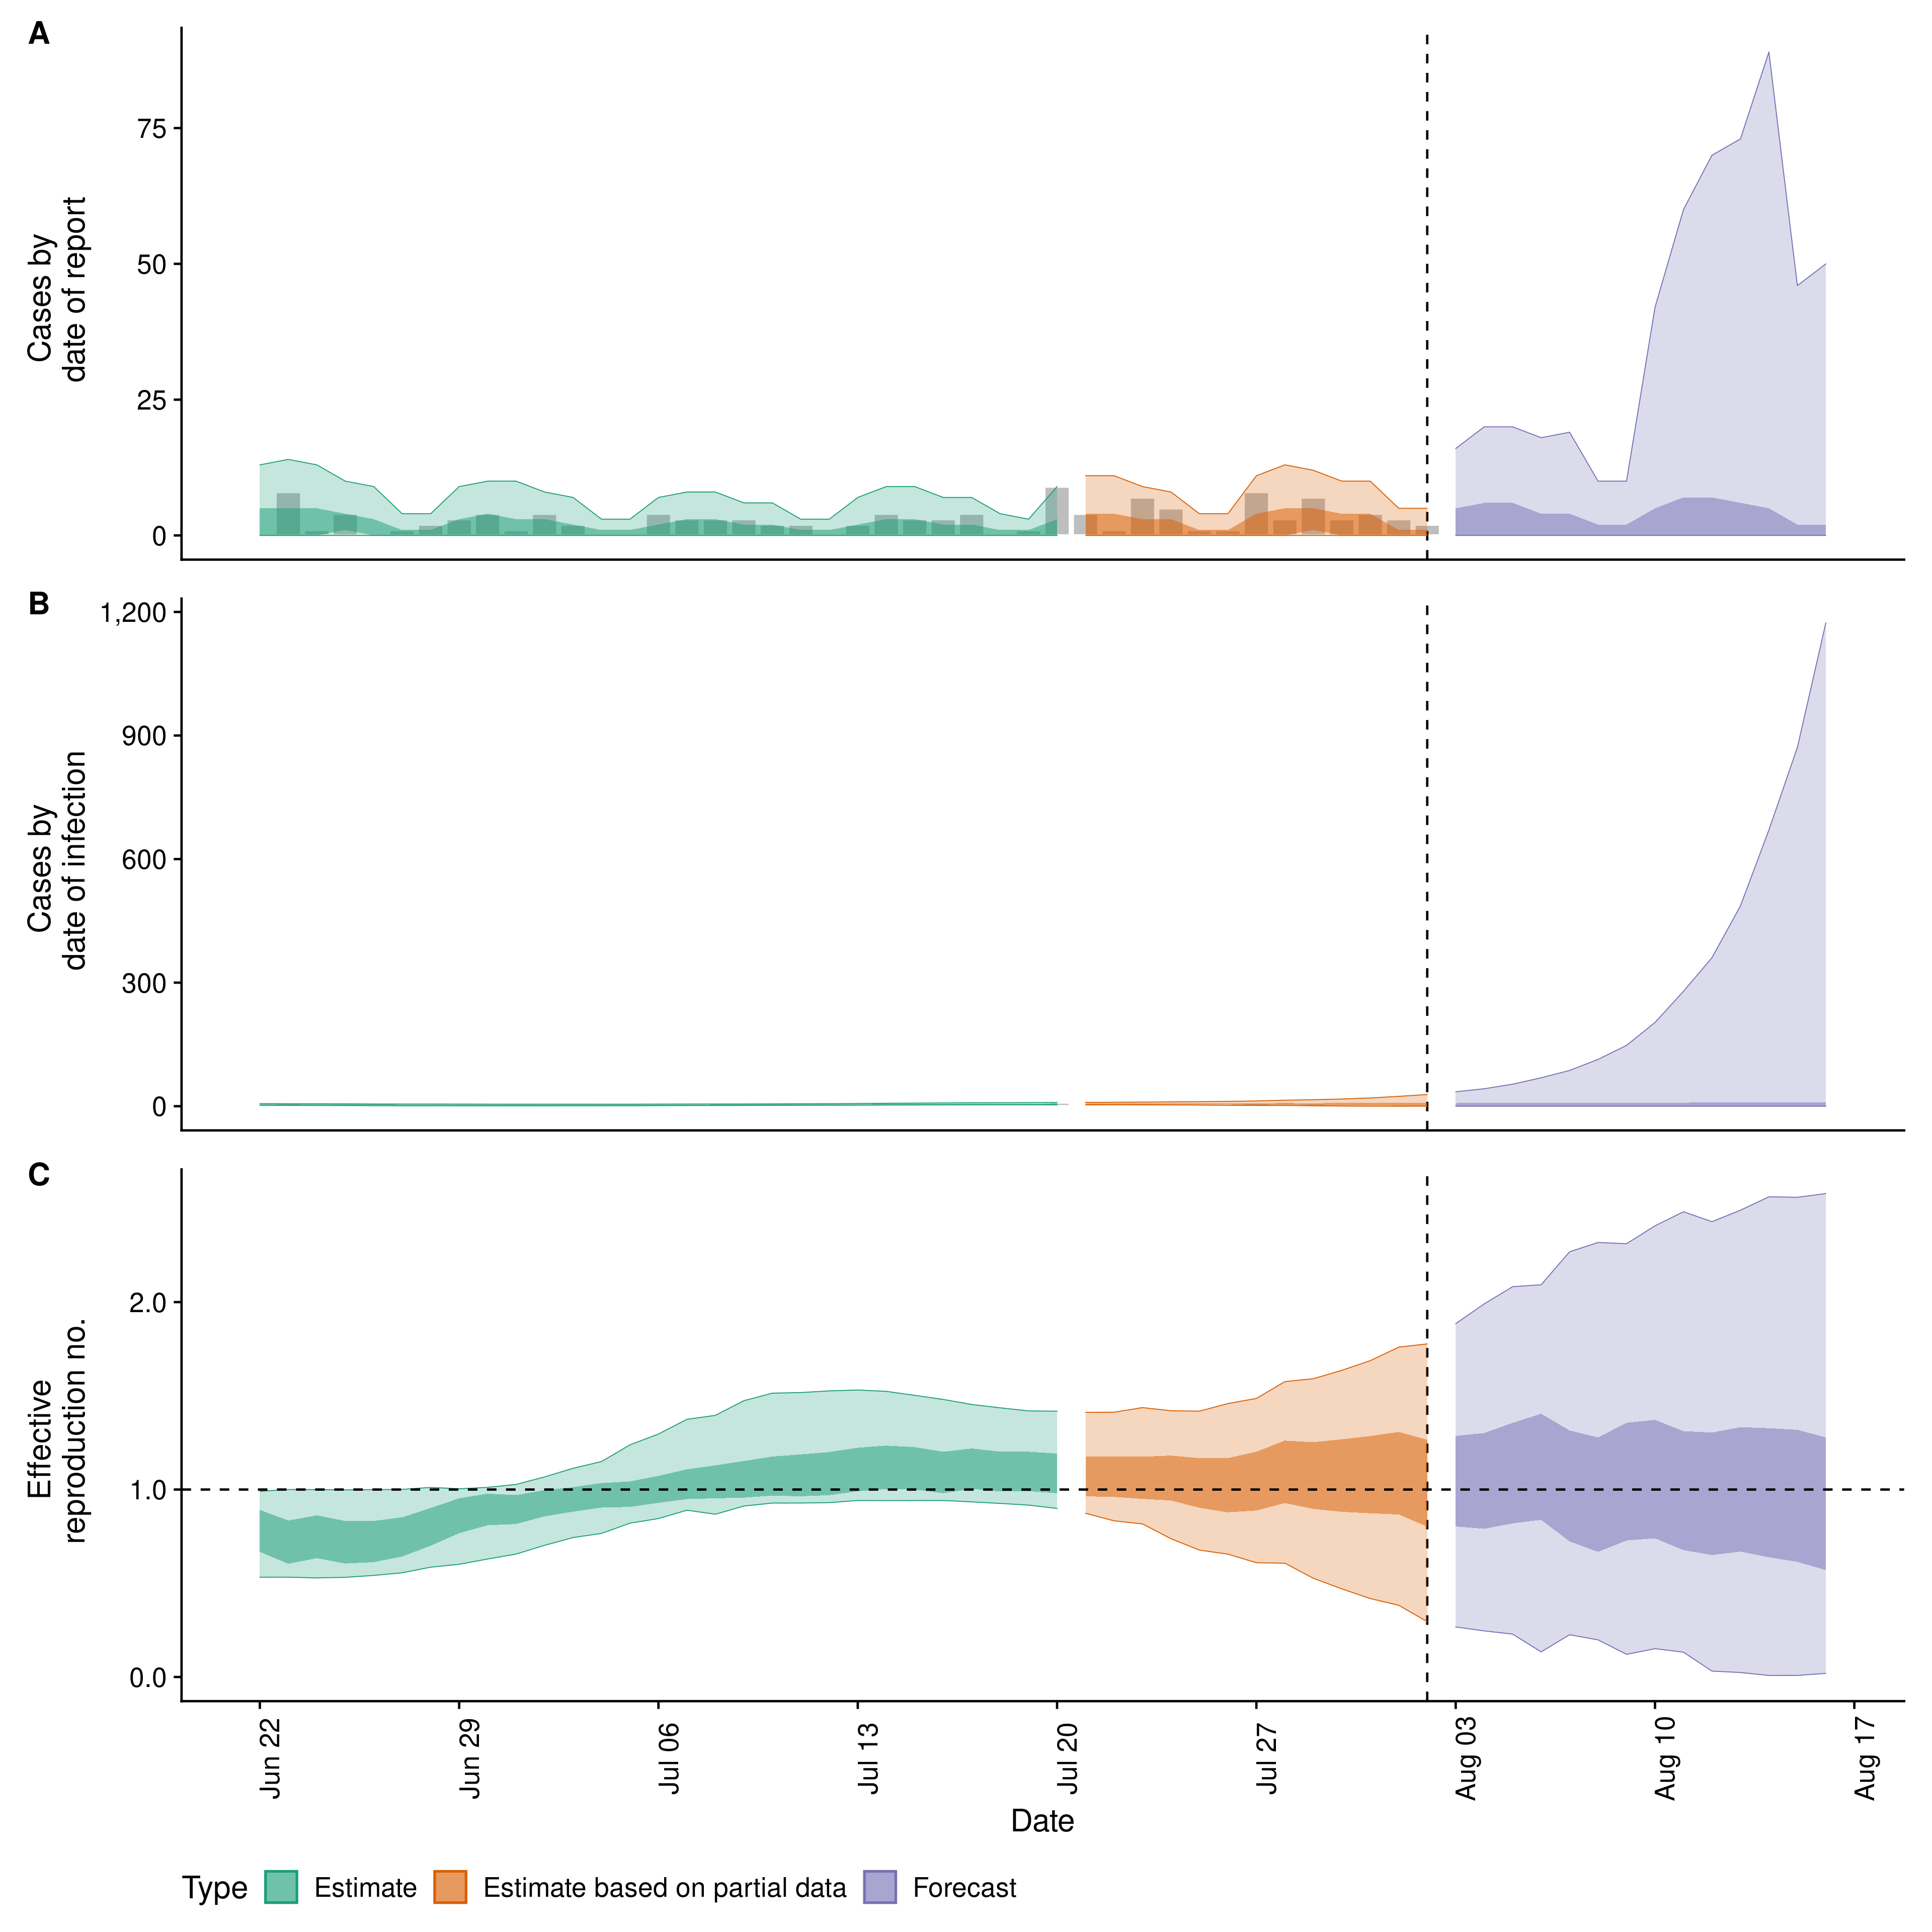 A
Cases by
date of report
75
50
25
0
B
Cases by
date of infection
1,200
900
600
300
0
C
Effective
reproduction no.
2.0
1.0
0.0
Jun 22
Jun 29
Jul 06
Jul 13
Jul 20
Jul 27
Aug 03
Aug 10
Aug 17
Date
Type Estimate Estimate based on partial data Forecast